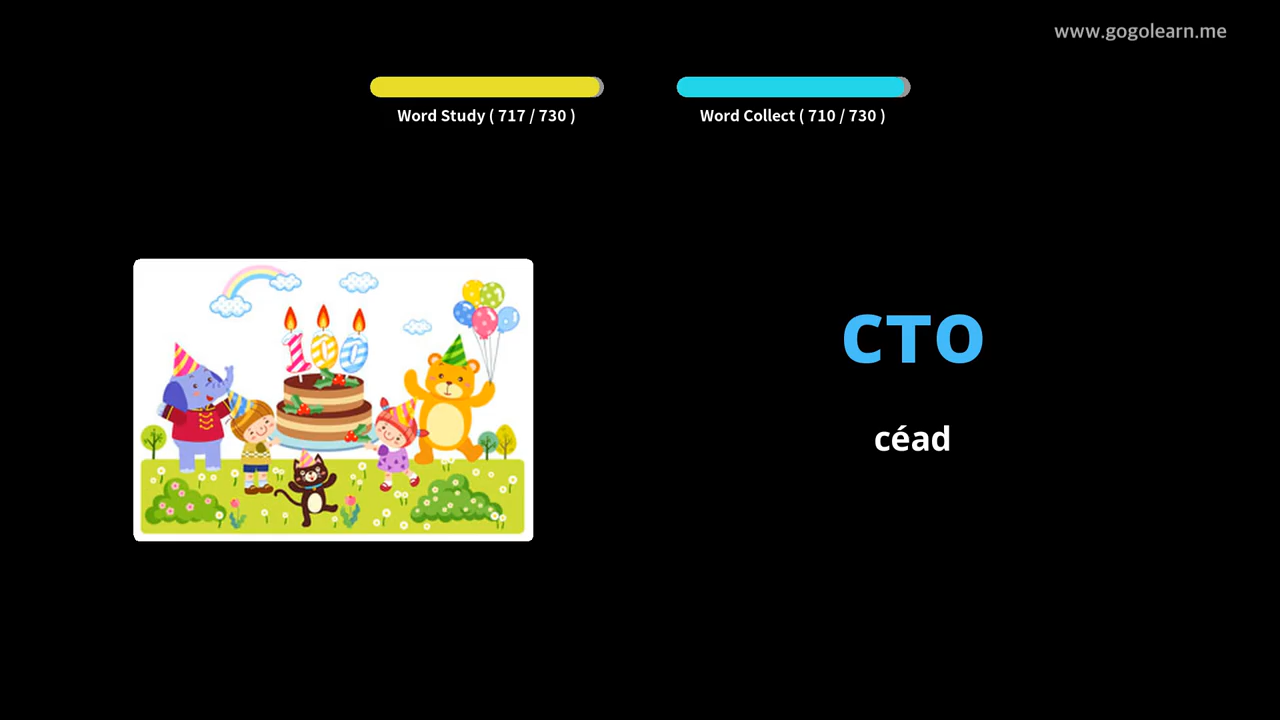 www.gogolearn.me
Word Study ( 717 / 730 )
Word Collect ( 710 / 730 )
100
СТО
céad